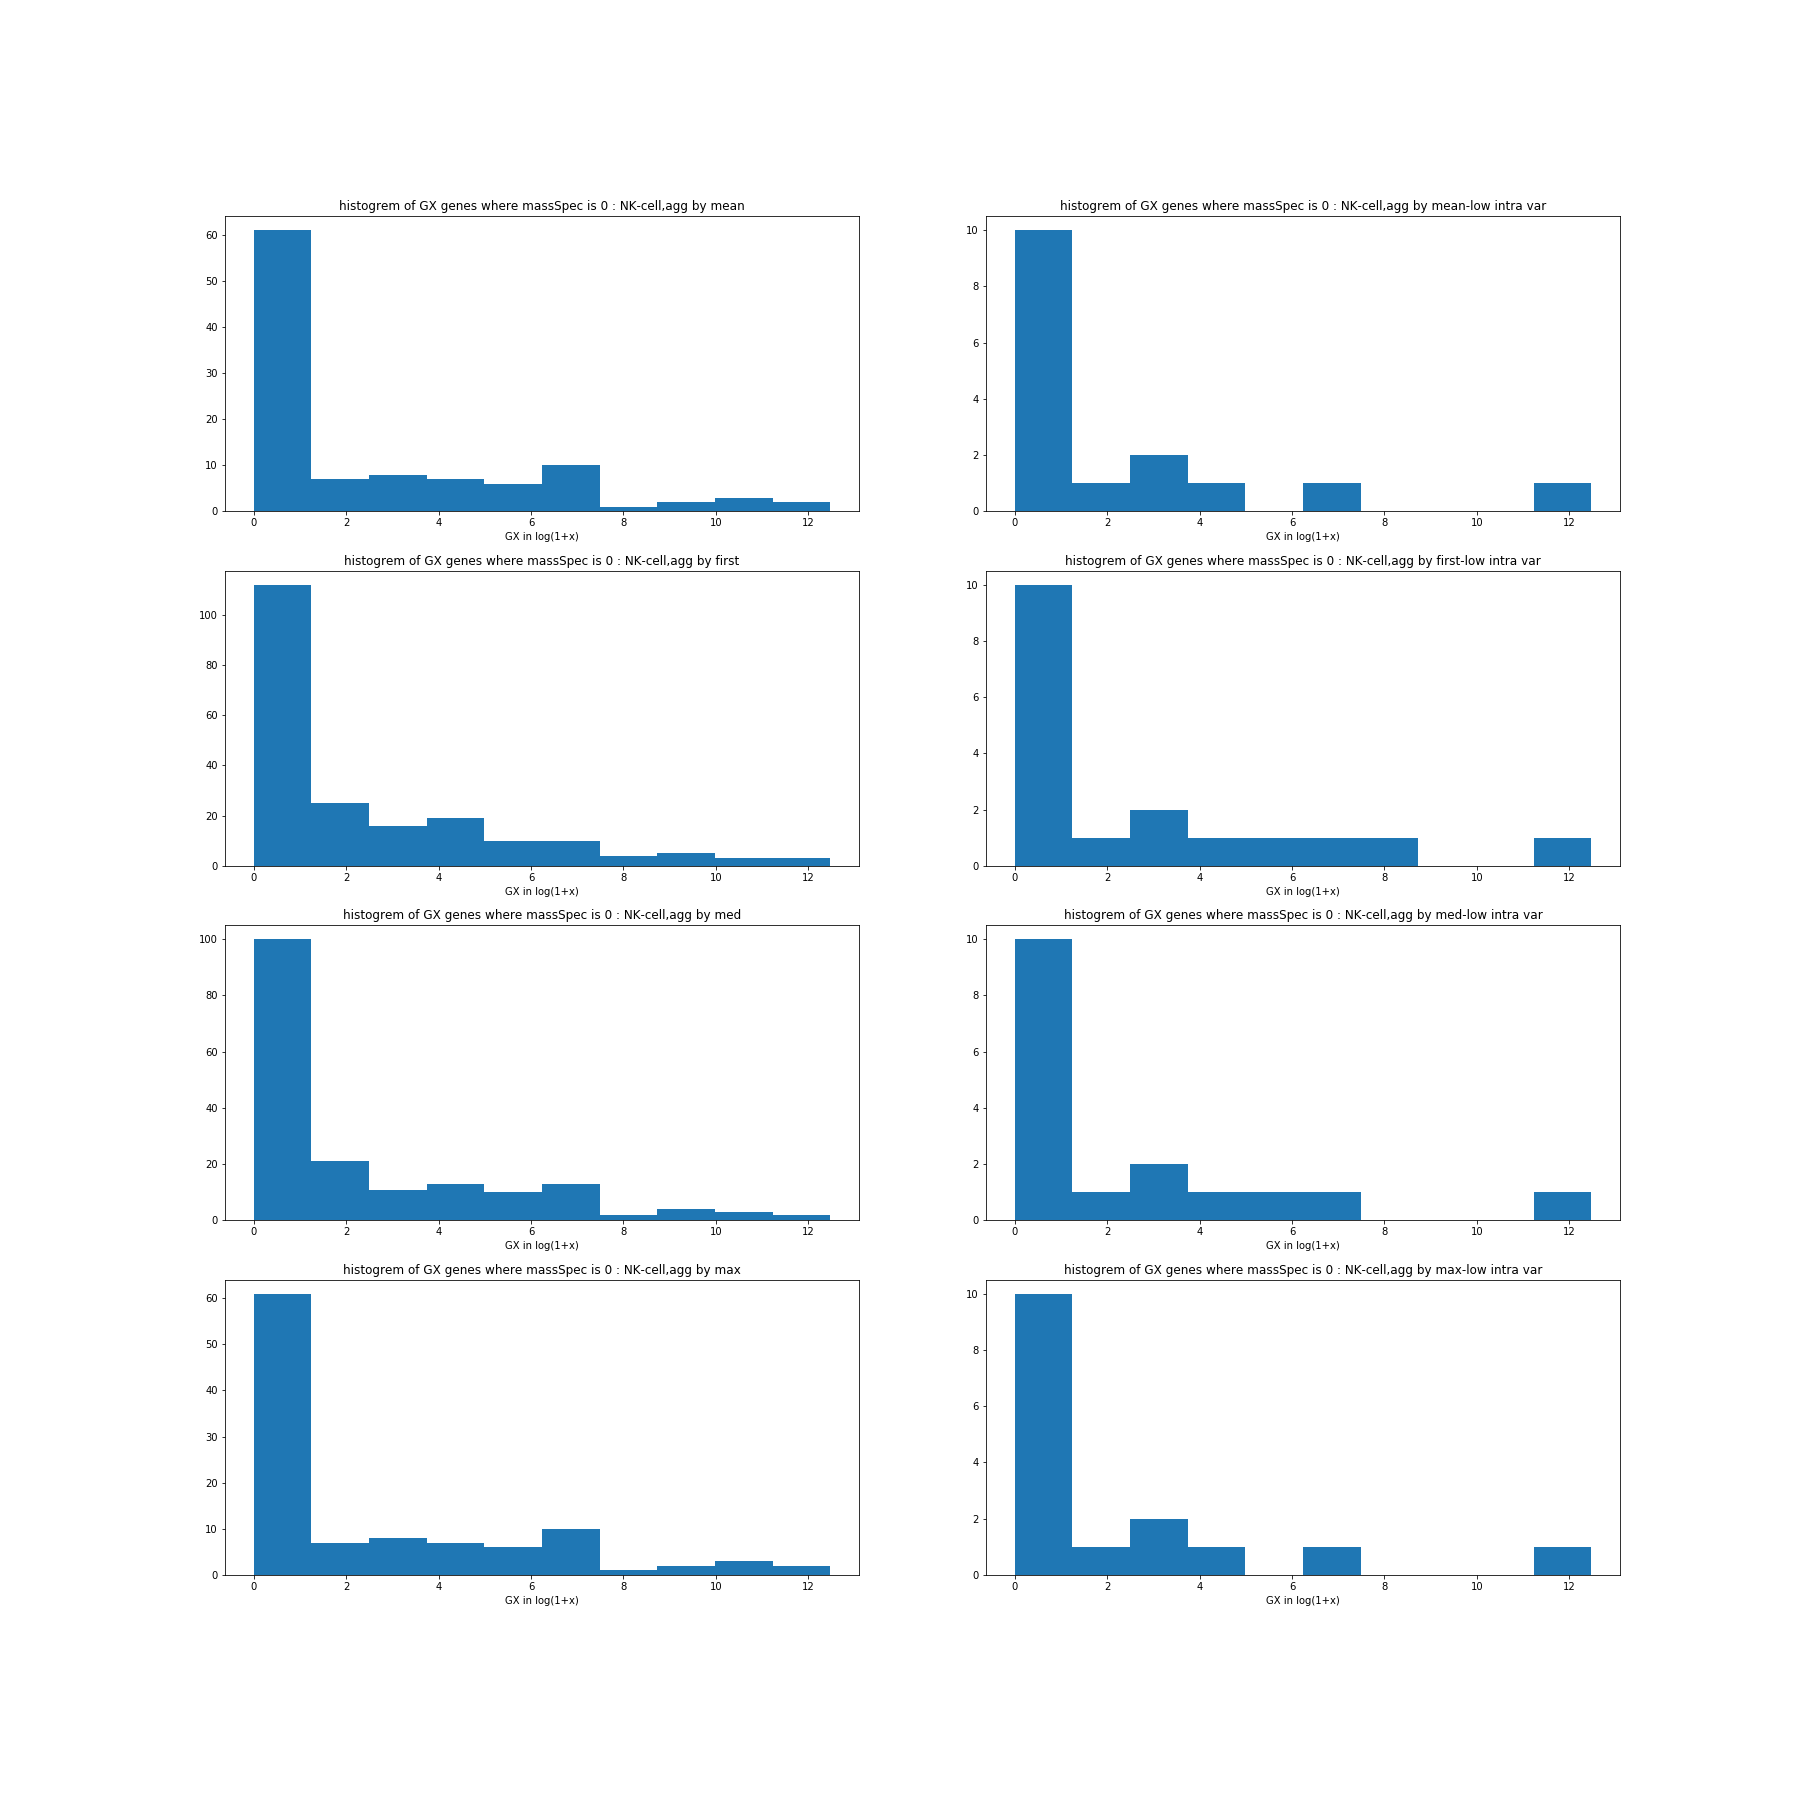 histogrem of GX genes where massSpec is 0 : NK-cell,agg by mean
60
50
40
30
20
10
0
0 2 4 6 8 10 12
GX in log(1+x)
histogrem of GX genes where massSpec is 0 : NK-cell,agg by mean-low intra var
10
8
6
4
2
0
0 2 4 6 8 10 12
GX in log(1+x)
histogrem of GX genes where massSpec is 0 : NK-cell,agg by first
100
80
60
40
20
0
0 2 4 6 8 10 12
GX in log(1+x)
histogrem of GX genes where massSpec is 0 : NK-cell,agg by first-low intra var
10
8
6
4
2
0
0 2 4 6 8 10 12
GX in log(1+x)
histogrem of GX genes where massSpec is 0 : NK-cell,agg by med
100
80
60
40
20
0
0 2 4 6 8 10 12
GX in log(1+x)
histogrem of GX genes where massSpec is 0 : NK-cell,agg by med-low intra var
10
8
6
4
2
0
0 2 4 6 8 10 12
GX in log(1+x)
histogrem of GX genes where massSpec is 0 : NK-cell,agg by max
60
50
40
30
20
10
0
0 2 4 6 8 10 12
GX in log(1+x)
histogrem of GX genes where massSpec is 0 : NK-cell,agg by max-low intra var
10
8
6
4
2
0
0 2 4 6 8 10 12
GX in log(1+x)